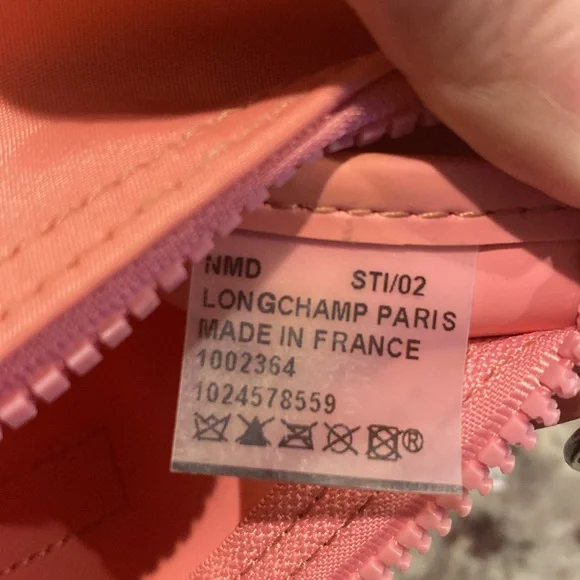 NMD STI/02
LONGCHAMP PARIS
MADE IN FRANCE
1002364
1024578559
®